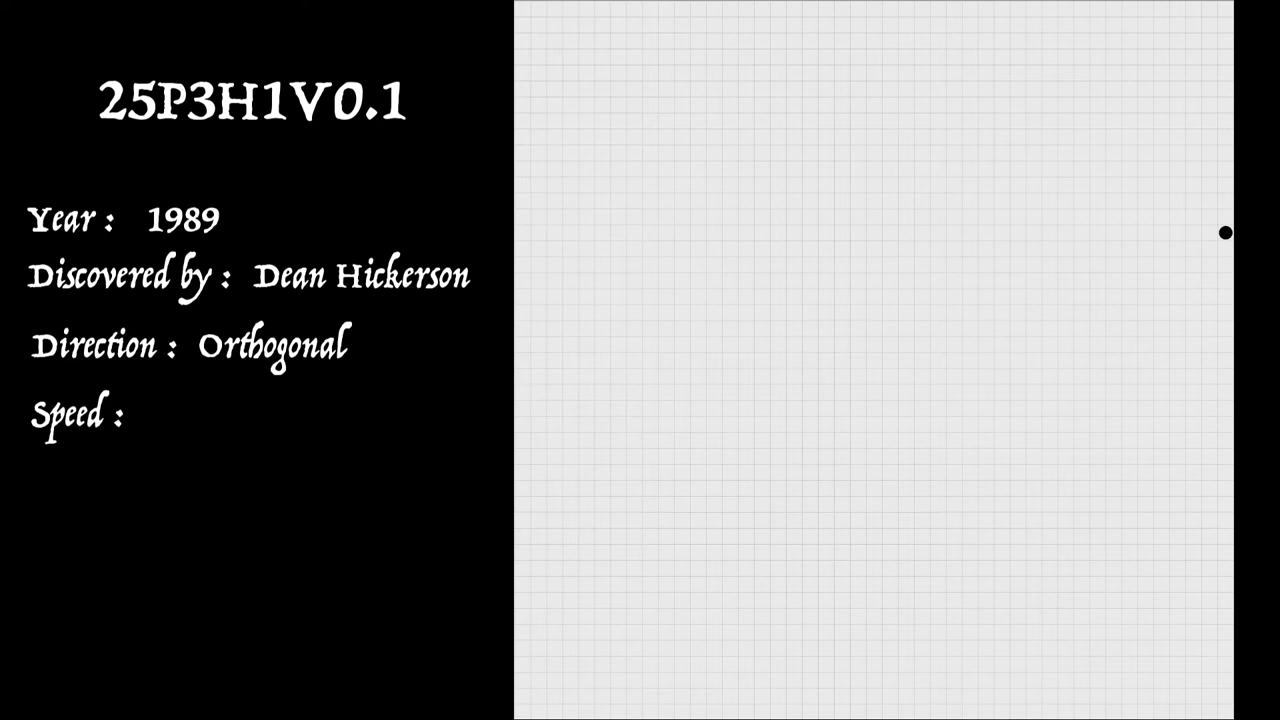 25P3H1V0.1
Year : 1989
Discovered by : Dean Hickerson
Direction : Orthogonal
Speed :